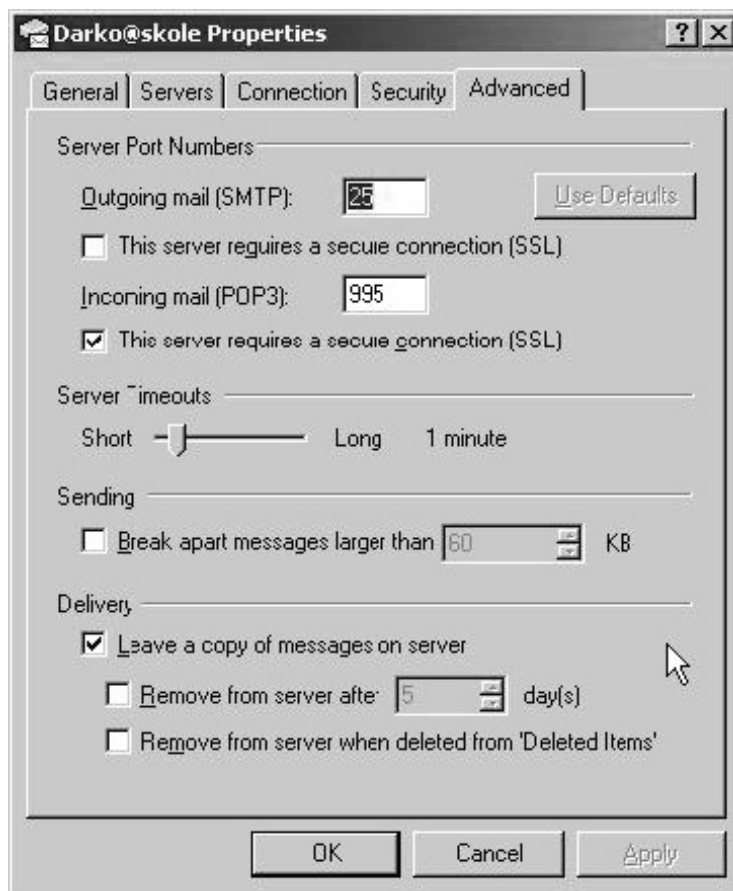 Darko@skole Properties
General Servers Connection Security Advanced
Server Port Numbers
Outgoing mail (SMTP): 25 Use Defaults
This server requires a secure connection (SSL)
Incoming mail (POP3): 995
This server requires a secure connection (SSL)
Server Timeouts
Short Long 1 minute
Sending
Break apart messages larger than 60 KB
Delivery
Leave a copy of messages on server
Remove from server after 5 day(s)
Remove from server when deleted from 'Deleted Items'
OK Cancel Apply